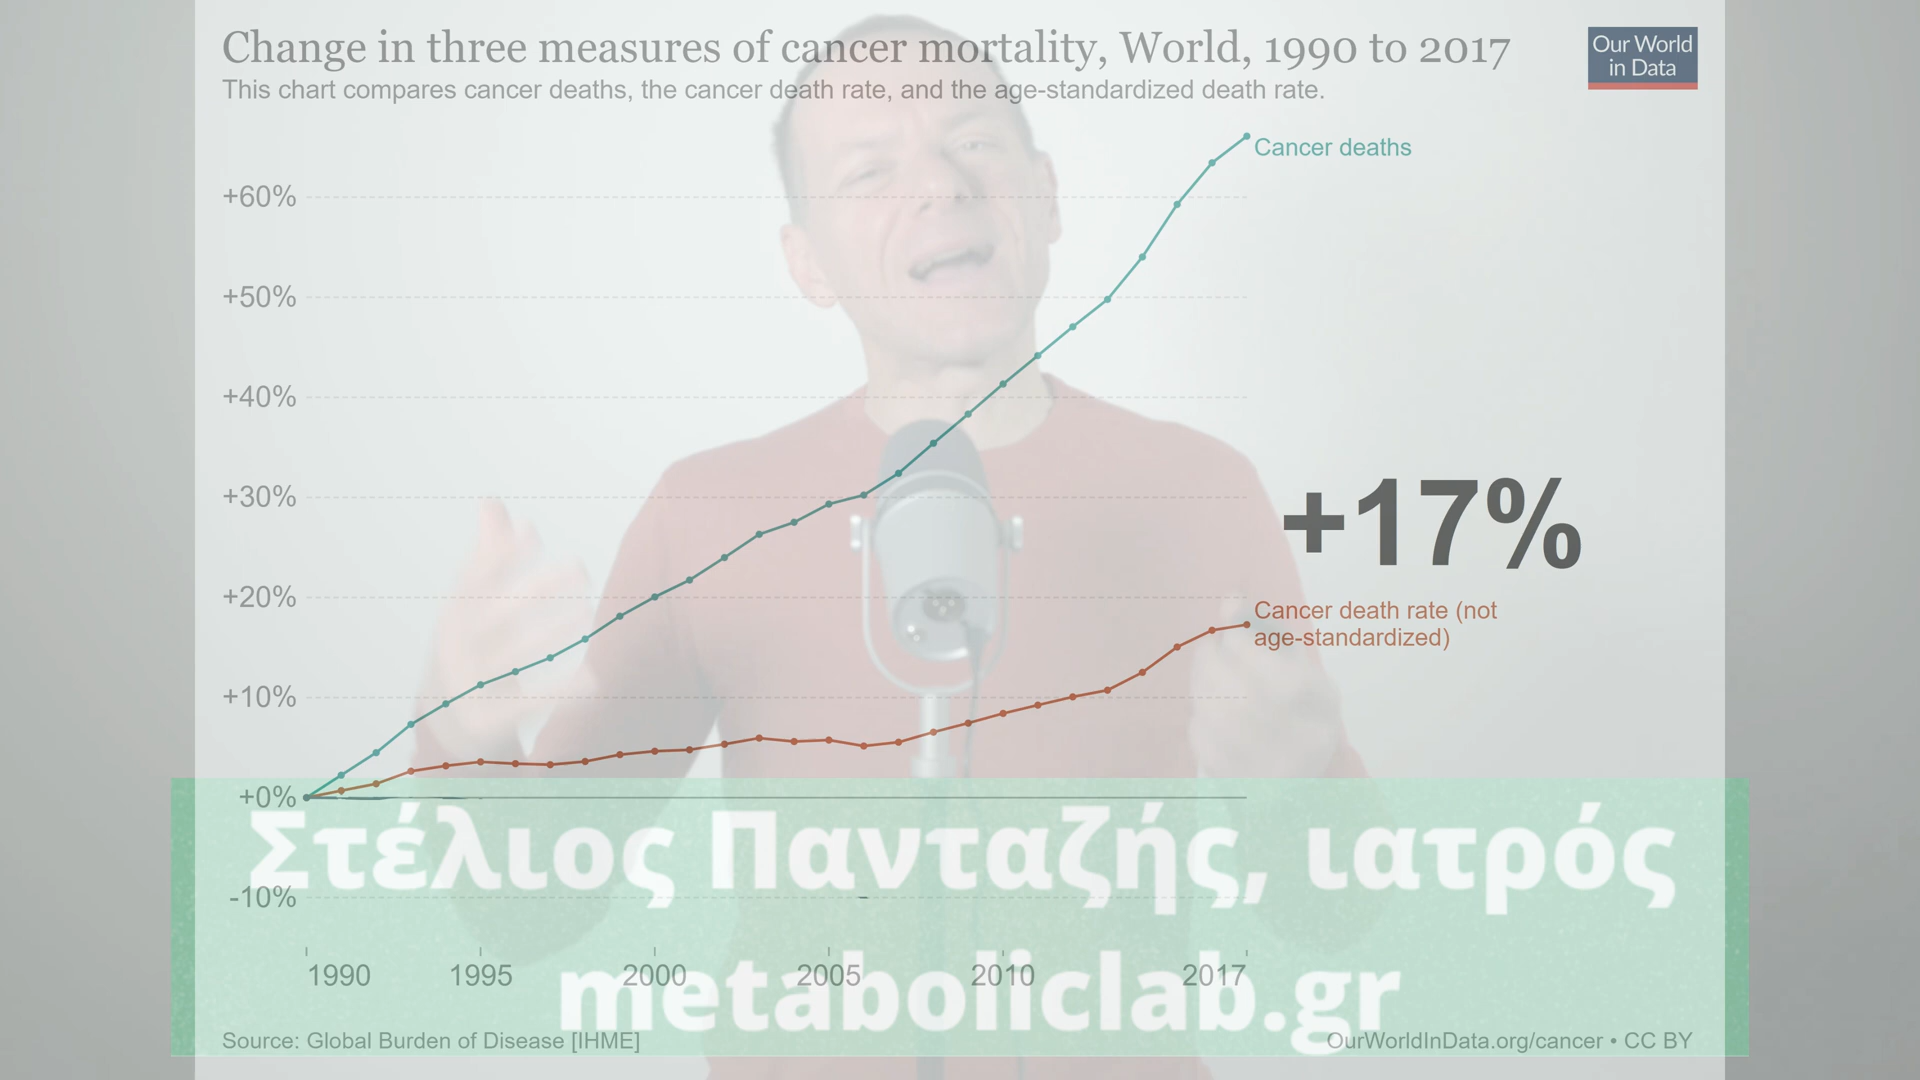 Change in three measures of cancer mortality, World, 1990 to 2017
This chart compares cancer deaths, the cancer death rate, and the age-standardized death rate.
Our World
in Data
Cancer deaths
+60%
+50%
+40%
+30%
+17%
+20%
Cancer death rate (not
age-standardized)
+10%
+0%
Στέλιος Πανταζής, ιατρός
-10%
1990 1995 2000 2005 2010 2017
metaboliclab.gr
Source: Global Burden of Disease [IHME]
OurWorldInData.org/cancer • CC BY